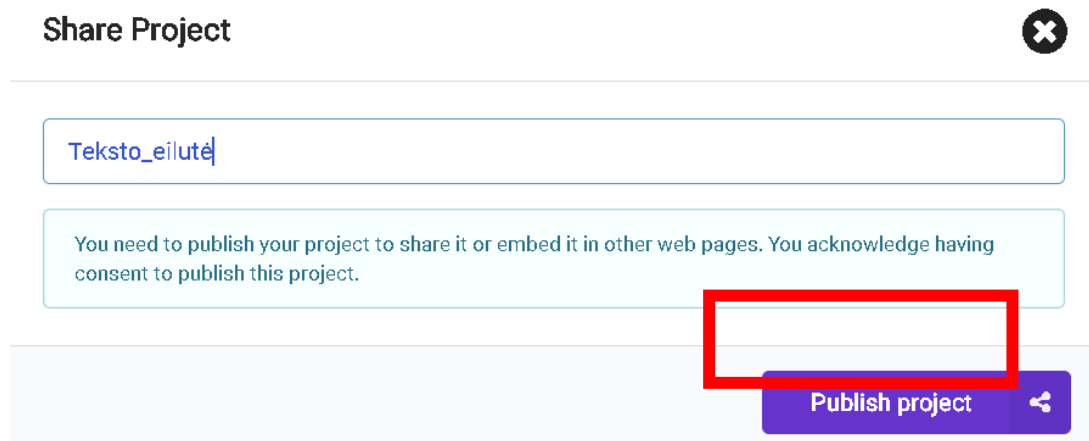 Share Project
Teksto_eilutė
You need to publish your project to share it or embed it in other web pages. You acknowledge having
consent to publish this project.
Publish project